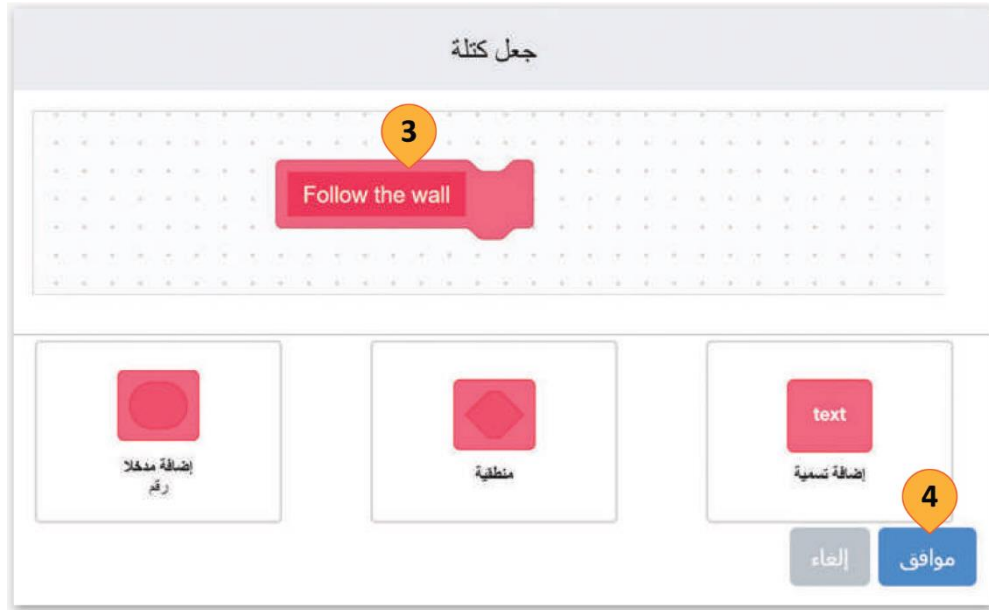 جعل كتلة
3
Follow the wall
text
إضافة تسمية
منطقية
إضافة مدخلا
رقم
4
موافق
إلغاء